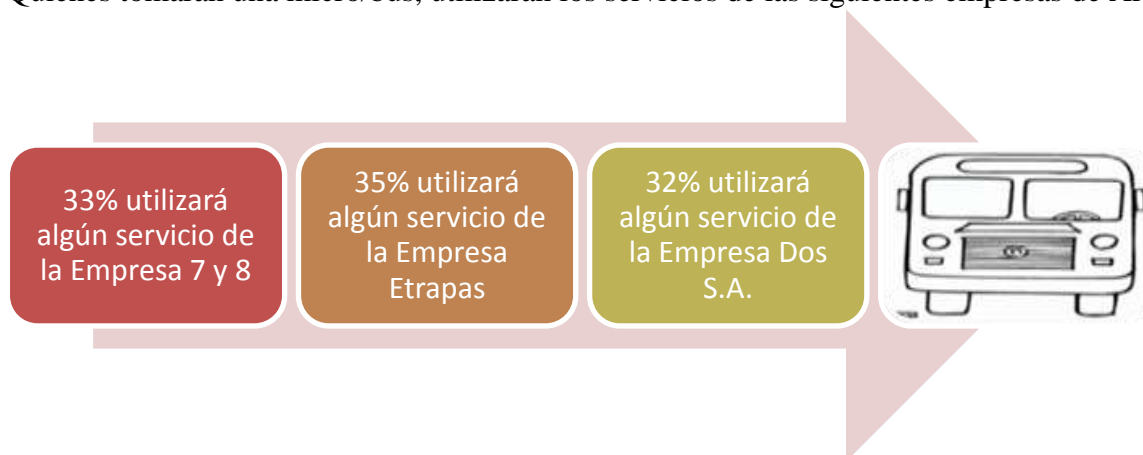 33% utilizará
algún servicio de
la Empresa 7 y 8
35% utilizará
algún servicio de
la Empresa
Etrapas
32% utilizará
algún servicio de
la Empresa Dos
S.A.